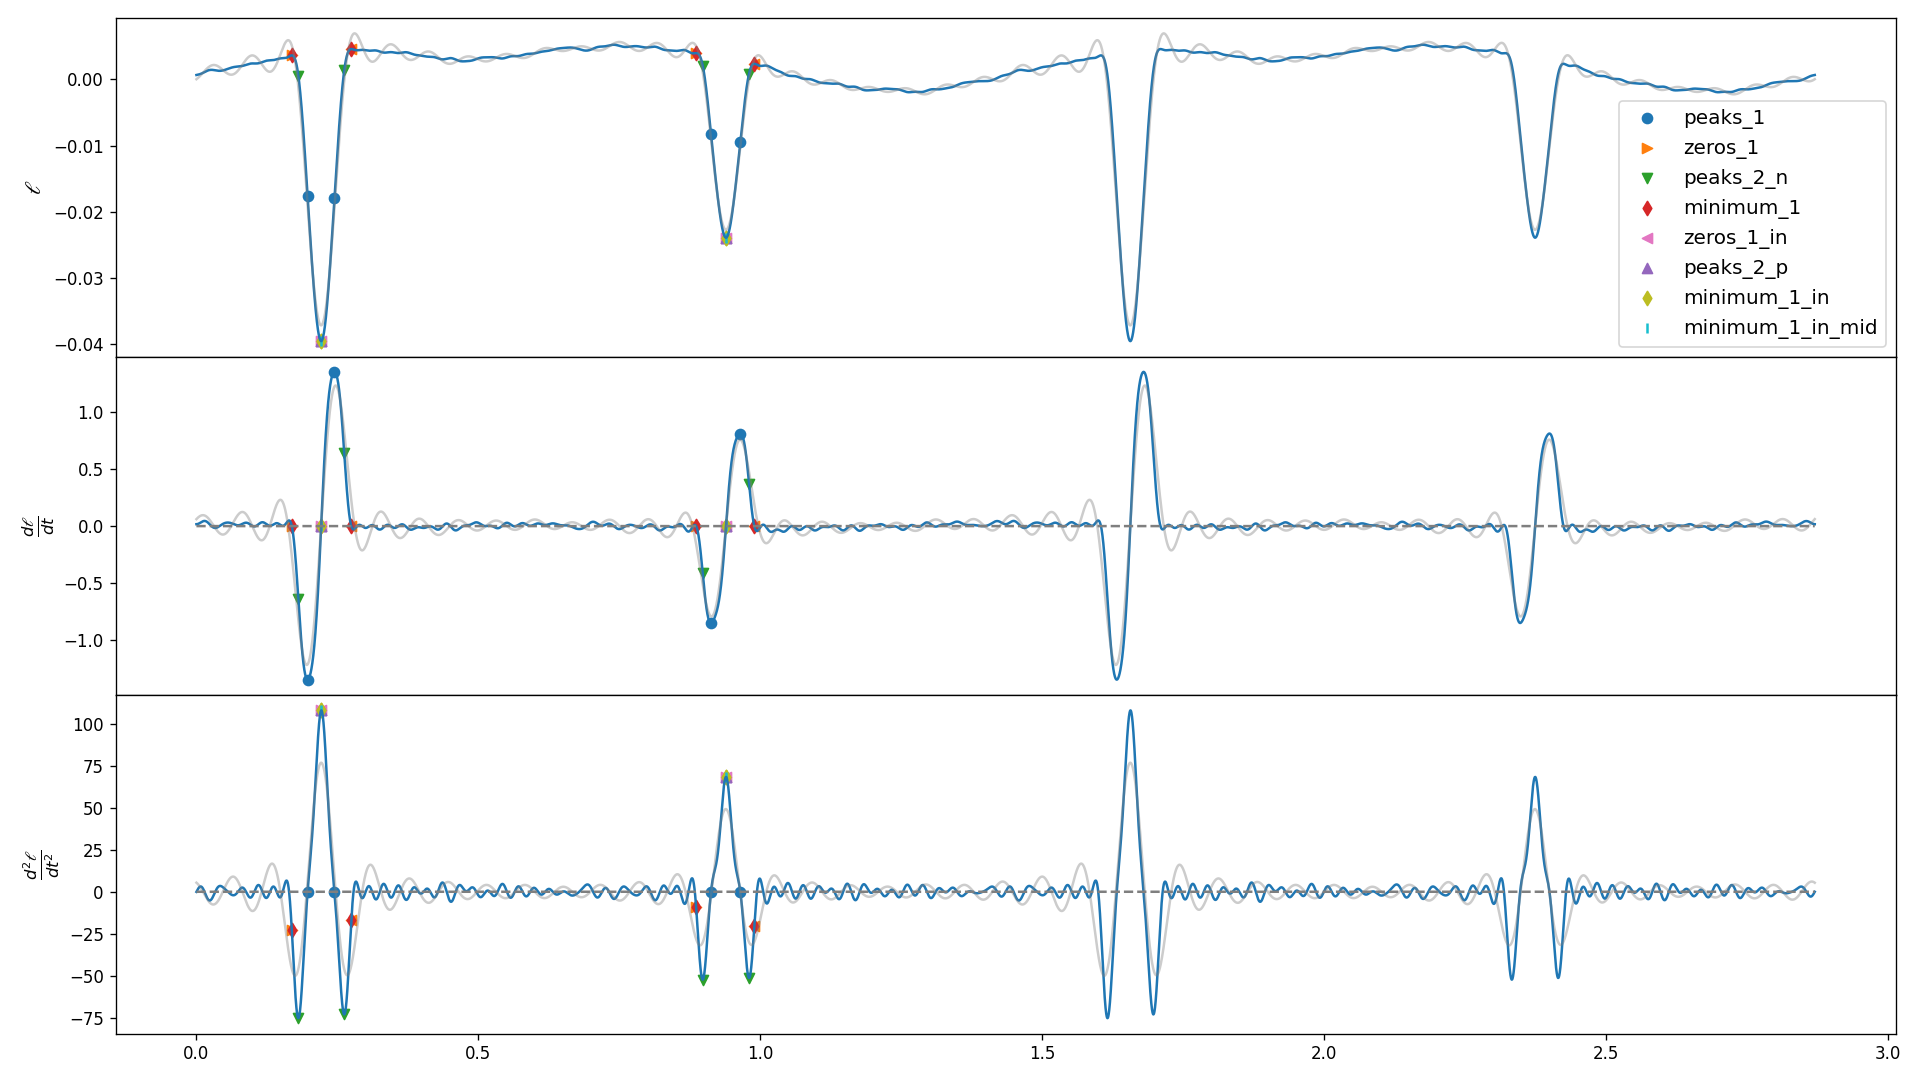 0.00
−0.01
−0.02
−0.03
−0.04
ℓ
peaks_1
zeros_1
peaks_2_n
minimum_1
zeros_1_in
peaks_2_p
minimum_1_in
minimum_1_in_mid
1.0
0.5
0.0
−0.5
−1.0
dℓ
dt
100
75
50
25
0
−25
−50
−75
d²ℓ
dt²
0.0 0.5 1.0 1.5 2.0 2.5 3.0